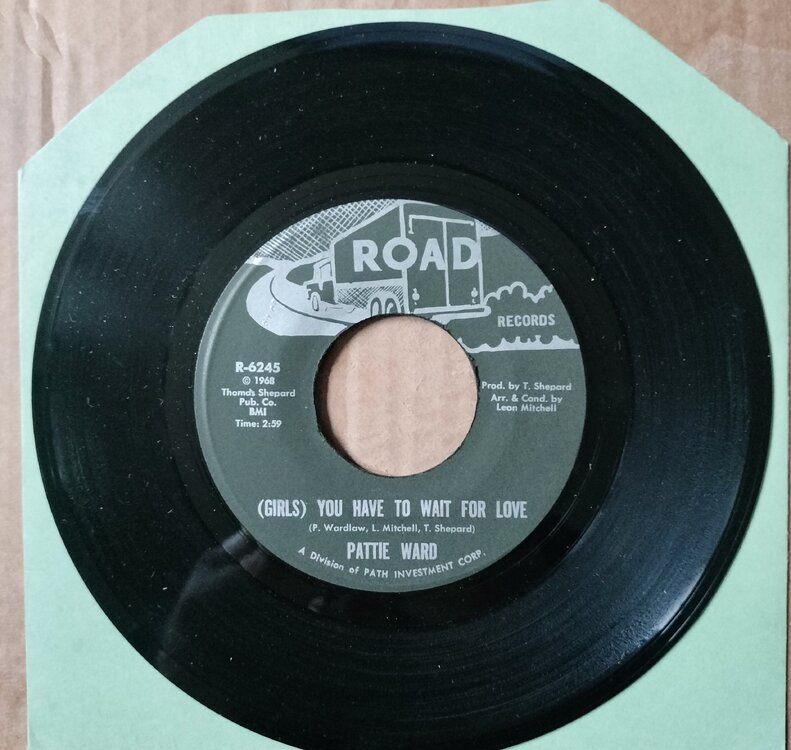 ROAD
RECORDS
R-6245
© 1968
Thomas Shepard
Pub. Co.
BMI
Time: 2:59
Prod. by T. Shepard
Arr. & Cond. by
Leon Mitchell
(GIRLS) YOU HAVE TO WAIT FOR LOVE
(P. Wardlaw, L. Mitchell, T. Shepard)
PATTIE WARD
A Division of PATH INVESTMENT CORP.